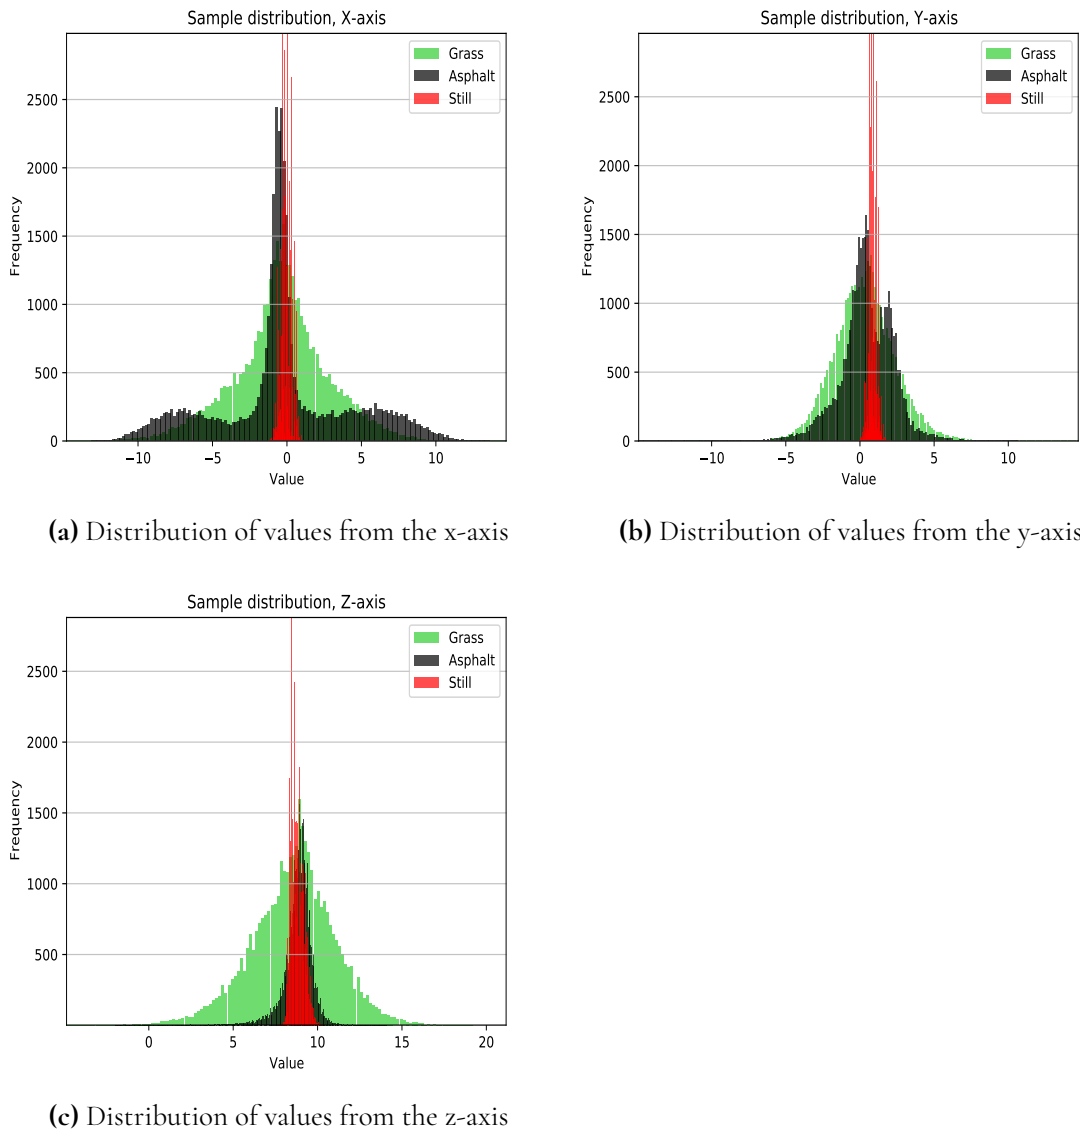 Sample distribution, X-axis
Grass
Asphalt
Still
2500
2000
1500
1000
500
0
Frequency
−10
−5
0
5
10
Value
(a) Distribution of values from the x-axis
Sample distribution, Y-axis
Grass
Asphalt
Still
2500
2000
1500
1000
500
0
Frequency
−10
−5
0
5
10
Value
(b) Distribution of values from the y-axis
Sample distribution, Z-axis
Grass
Asphalt
Still
2500
2000
1500
1000
500
Frequency
0
5
10
15
20
Value
(c) Distribution of values from the z-axis